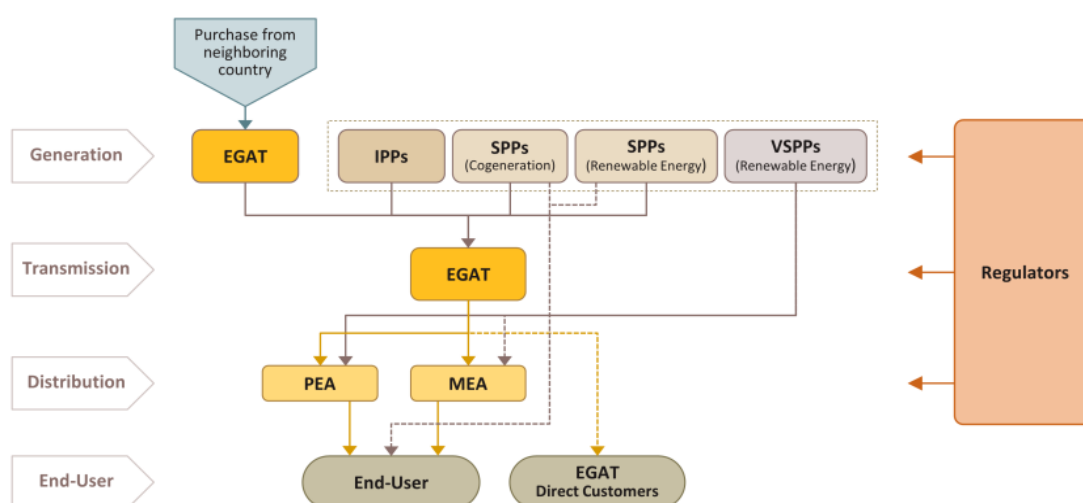 Purchase from
neighboring
country
Generation
EGAT
IPPs
SPPs
(Cogeneration)
SPPs
(Renewable Energy)
VSPPs
(Renewable Energy)
Transmission
EGAT
Regulators
Distribution
PEA
MEA
End-User
End-User
EGAT
Direct Customers